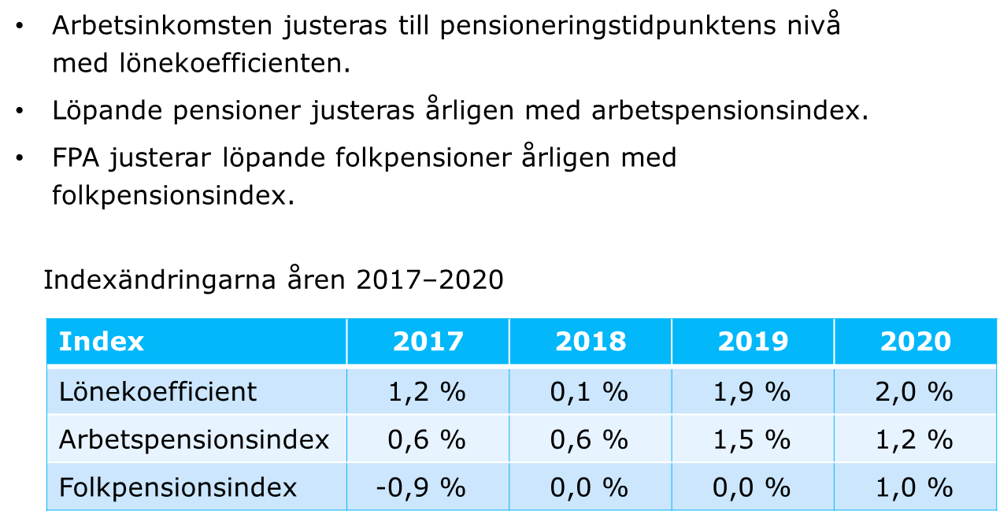 • Arbetsinkomsten justeras till pensioneringstidpunktens nivå
med lönekoefficienten.
• Löpande pensioner justeras årligen med arbetspensionsindex.
• FPA justerar löpande folkpensioner årligen med
folkpensionsindex.
Indexändringarna åren 2017–2020
Index 2017 2018 2019 2020
Lönekoefficient 1,2 % 0,1 % 1,9 % 2,0 %
Arbetspensionsindex 0,6 % 0,6 % 1,5 % 1,2 %
Folkpensionsindex -0,9 % 0,0 % 0,0 % 1,0 %